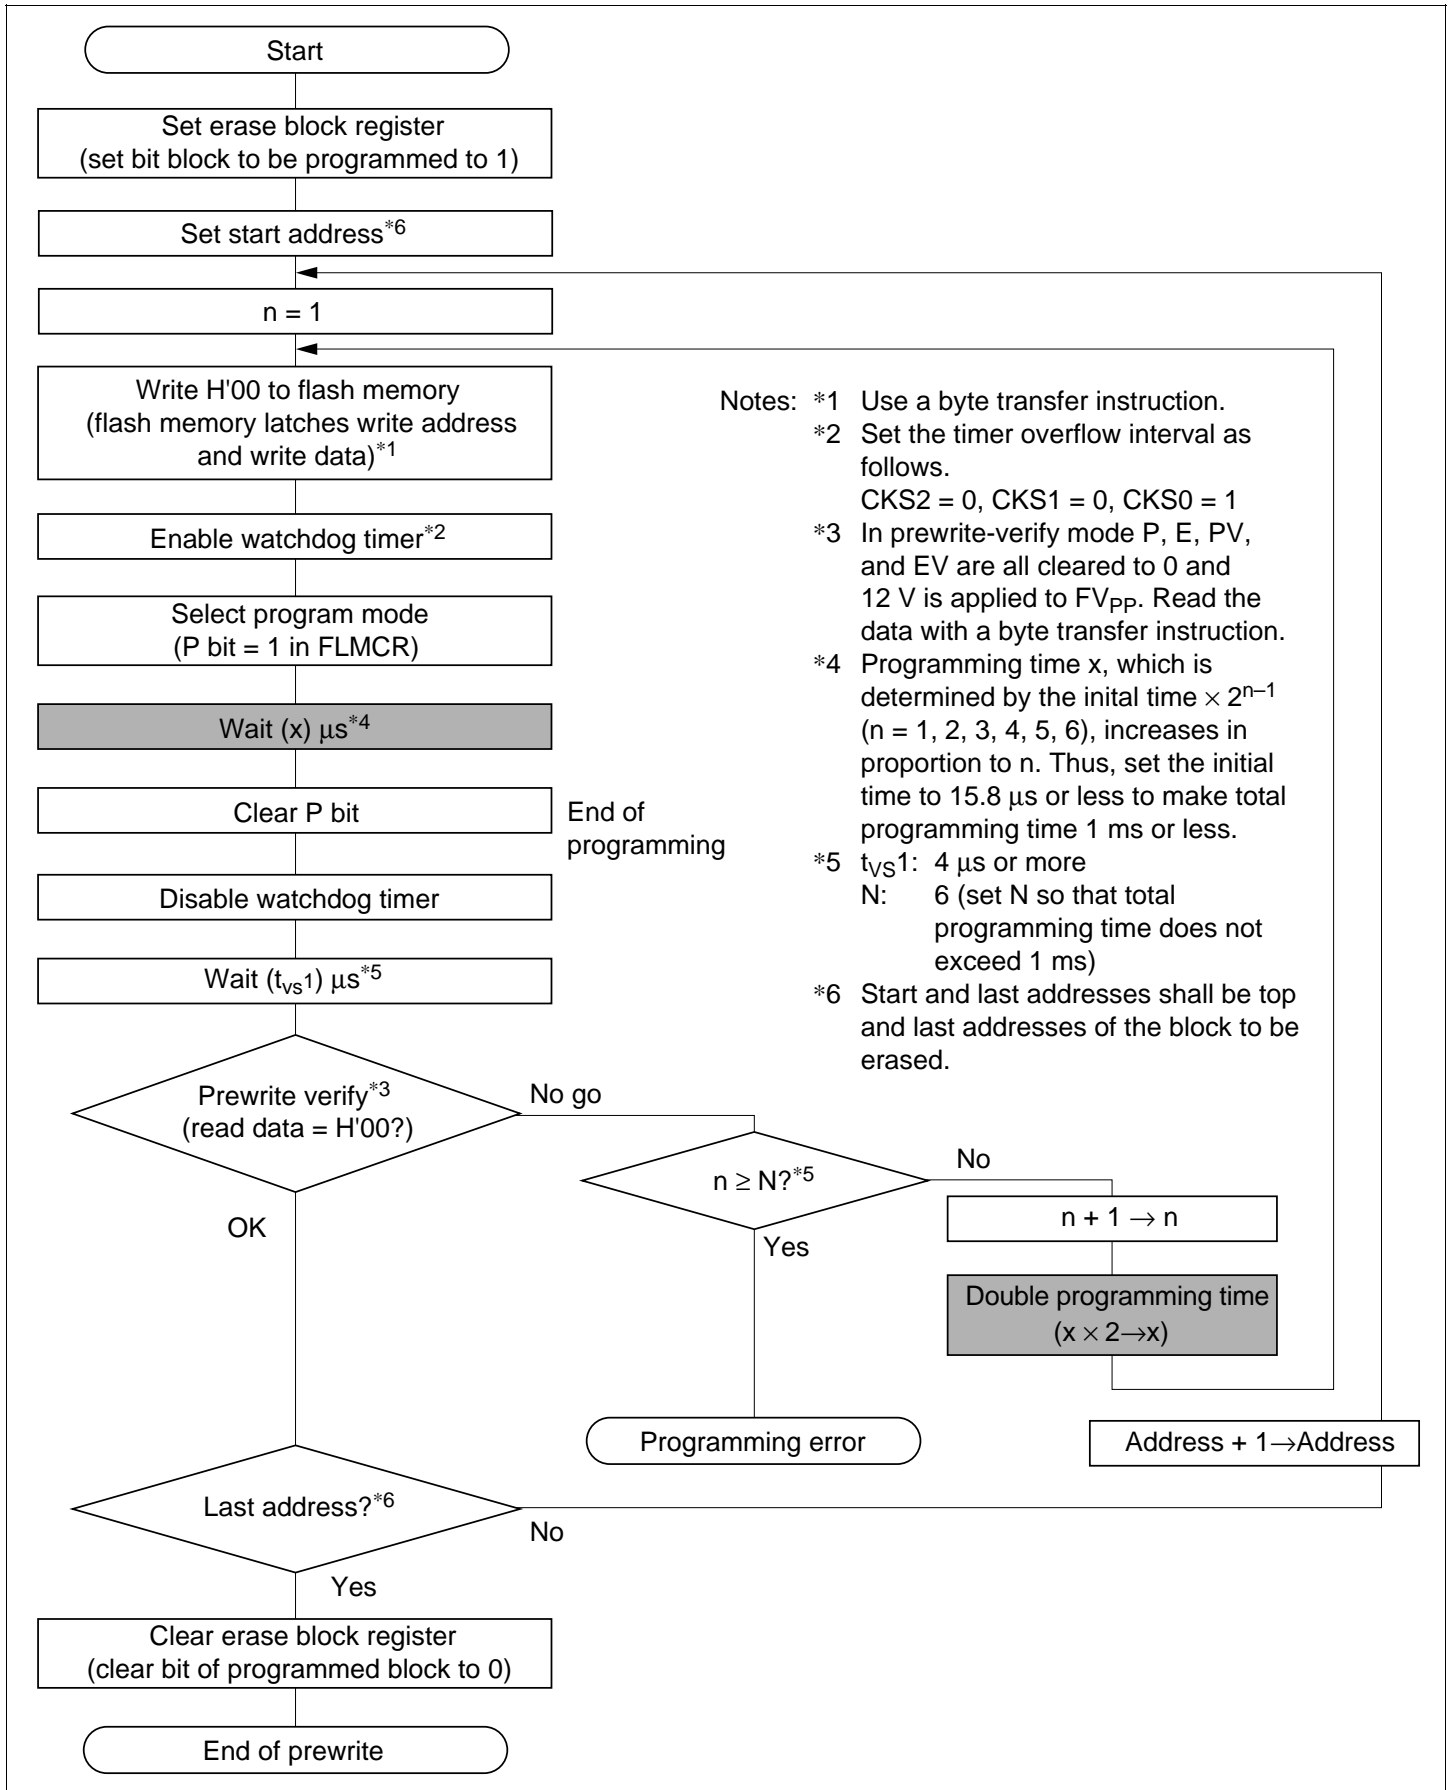 Start
Set erase block register
(set bit block to be programmed to 1)
Set start address*6
n = 1
Write H'00 to flash memory
(flash memory latches write address
and write data)*1
Enable watchdog timer*2
Select program mode
(P bit = 1 in FLMCR)
Wait (x) μs*4
Clear P bit
End of
programming
Disable watchdog timer
Wait (tvs1) μs*5
Notes: *1 Use a byte transfer instruction.
*2 Set the timer overflow interval as
follows.
CKS2 = 0, CKS1 = 0, CKS0 = 1
*3 In prewrite-verify mode P, E, PV,
and EV are all cleared to 0 and
12 V is applied to FVPP. Read the
data with a byte transfer instruction.
*4 Programming time x, which is
determined by the inital time × 2n–1
(n = 1, 2, 3, 4, 5, 6), increases in
proportion to n. Thus, set the initial
time to 15.8 μs or less to make total
programming time 1 ms or less.
*5 tVS1: 4 μs or more
N: 6 (set N so that total
programming time does not
exceed 1 ms)
*6 Start and last addresses shall be top
and last addresses of the block to be
erased.
Prewrite verify*3
(read data = H'00?)
No go
OK
n ≥ N?*5
No
Yes
n + 1 → n
Double programming time
(x × 2→x)
Programming error
Address + 1→Address
Last address?*6
No
Yes
Clear erase block register
(clear bit of programmed block to 0)
End of prewrite